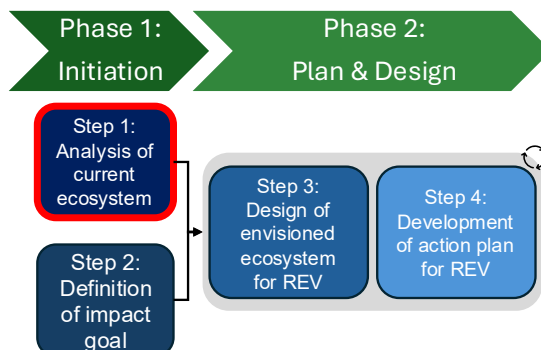 Phase 1:
Initiation
Phase 2:
Plan & Design
Step 1:
Analysis of
current
ecosystem
Step 2:
Definition
of impact
goal
Step 3:
Design of
envisioned
ecosystem
for REV
Step 4:
Development
of action plan
for REV